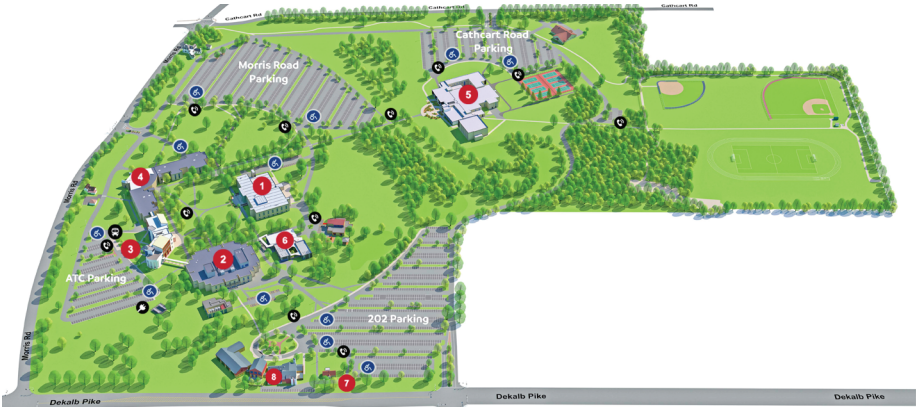 Cathcart Rd
Cathcart Rd
Cathcart Rd
Morris Rd
Cathcart Road
Parking
Morris Road
Parking
5
4
1
Morris Rd
3
2
6
ATC Parking
202 Parking
Morris Rd
8
7
Dekalb Pike
Dekalb Pike
Dekalb Pike